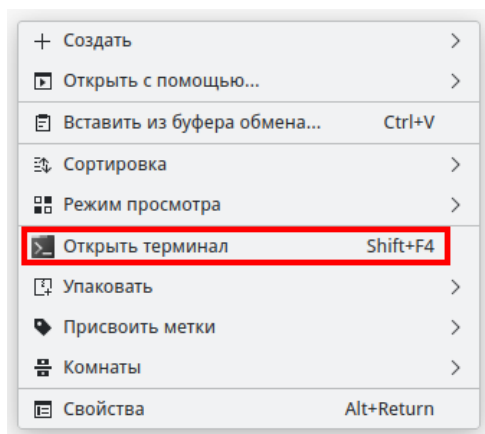 Создать
Открыть с помощью...
Вставить из буфера обмена... Ctrl+V
Сортировка
Режим просмотра
Открыть терминал Shift+F4
Упаковать
Присвоить метки
Комнаты
Свойства Alt+Return